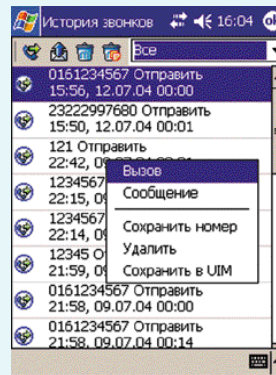 История звонков 16:04
Все
0161234567 Отправить
15:56, 12.07.04 00:00
23222997680 Отправить
15:50, 12.07.04 00:01
121 Отправить
22:42, 09.07.04
Вызов
Сообщение
Сохранить номер
Удалить
Сохранить в UIM
1234567
22:15, 0
1234567
22:14, 0
12345 О
21:59, 0
0161234567 Отправить
21:58, 09.07.04 00:00
0161234567 Отправить
21:58, 09.07.04 00:14